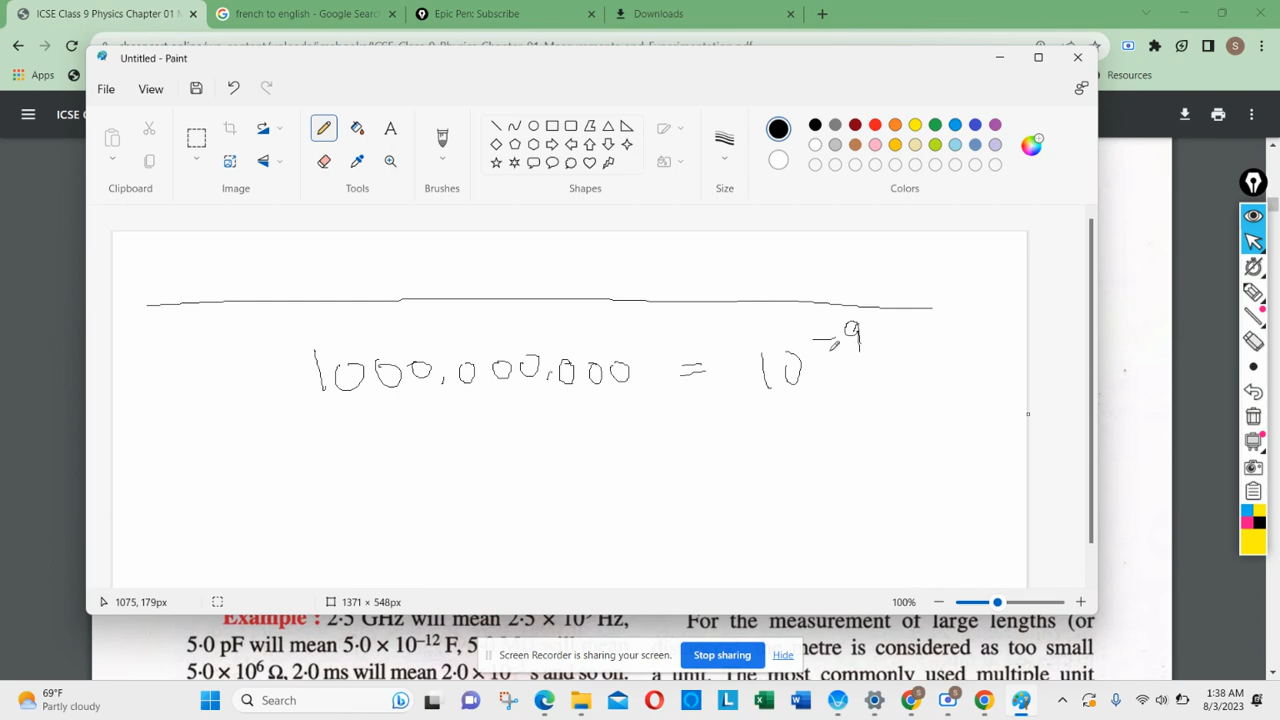 ICSE Class 9 Physics Chapter 01 M
french to english - Google Search
Epic Pen: Subscribe
Downloads
Apps
Resources
Untitled - Paint
File
View
ICSE
Clipboard
Image
Tools
Brushes
Shapes
Size
Colors
1000,000,000 = 10⁻⁹
1075, 179px
1371 × 548px
100%
Example : 2·5 GHz will mean 2·5 × 10⁹ Hz,
5·0 pF will mean 5·0 × 10⁻¹² F,
5·0 × 10⁶ Ω, 2·0 ms will mean 2·0
so on.
For the measurement of large lengths (or
metre is considered as too small
a unit. The most commonly used multiple unit
Screen Recorder is sharing your screen.
Stop sharing
Hide
69°F
Partly cloudy
Search
1:38 AM
8/3/2023